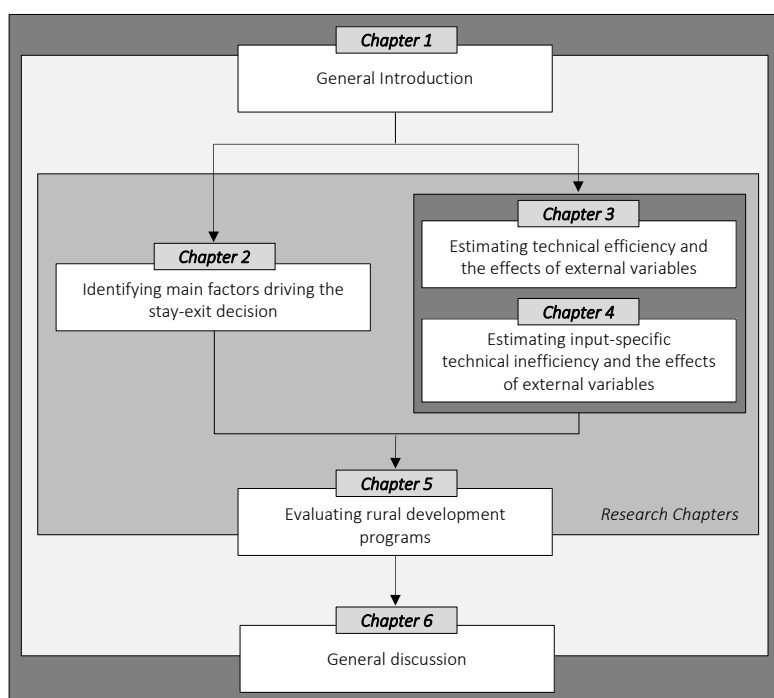 Chapter 1
General Introduction
Chapter 2
Identifying main factors driving the
stay-exit decision
Chapter 3
Estimating technical efficiency and
the effects of external variables
Chapter 4
Estimating input-specific
technical inefficiency and the effects
of external variables
Chapter 5
Evaluating rural development
programs
Research Chapters
Chapter 6
General discussion